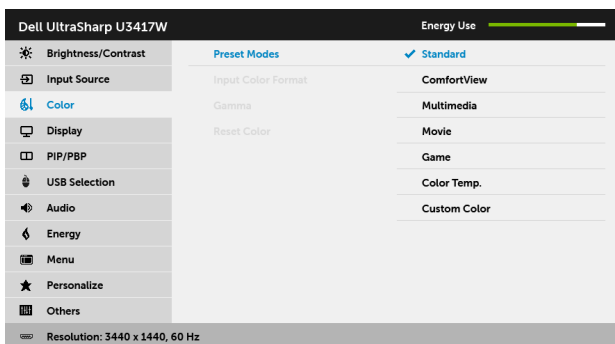 Dell UltraSharp U3417W
Energy Use
Brightness/Contrast
Input Source
Color
Display
PIP/PBP
USB Selection
Audio
Energy
Menu
Personalize
Others
Preset Modes
Input Color Format
Gamma
Reset Color
Standard
ComfortView
Multimedia
Movie
Game
Color Temp.
Custom Color
Resolution: 3440 x 1440, 60 Hz